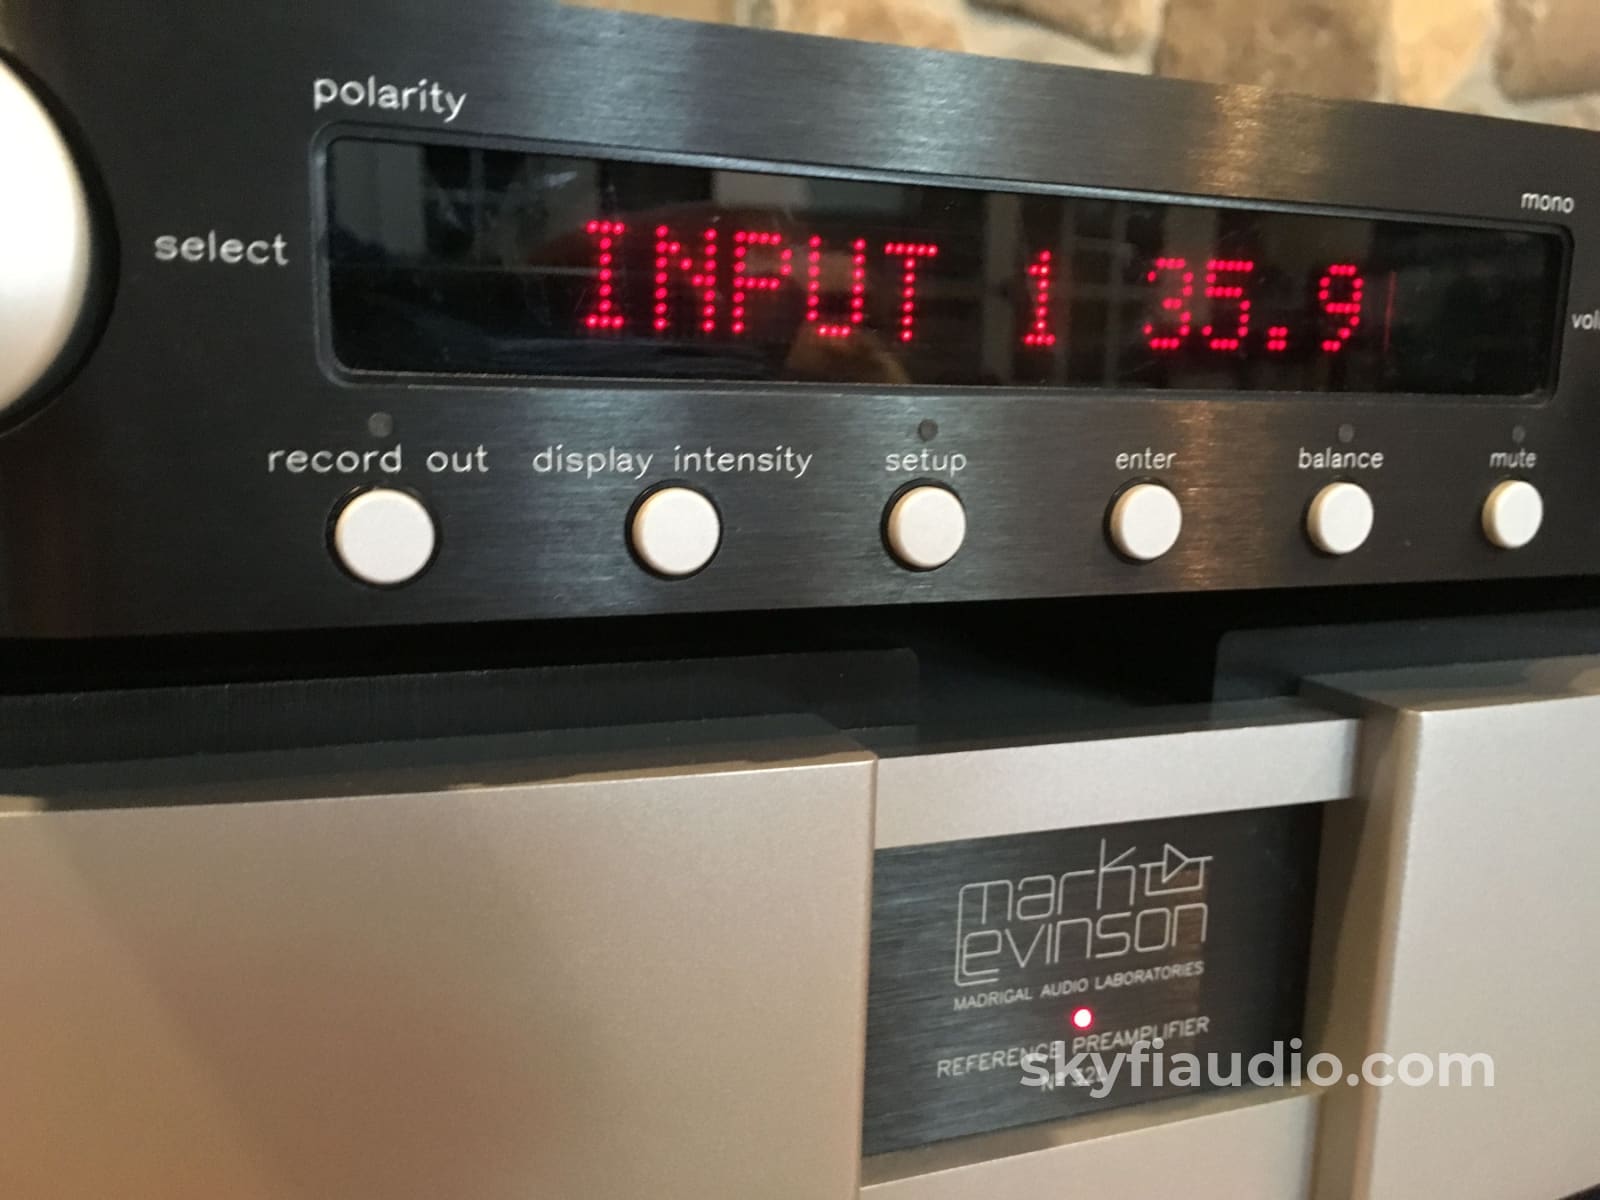 polarity
select
mono
INPUT 1 35.9
record out
display intensity
setup
enter
balance
mute
mark
levinson
MADRIGAL AUDIO LABORATORIES
REFERENCE PREAMPLIFIER
skyfiaudio.com